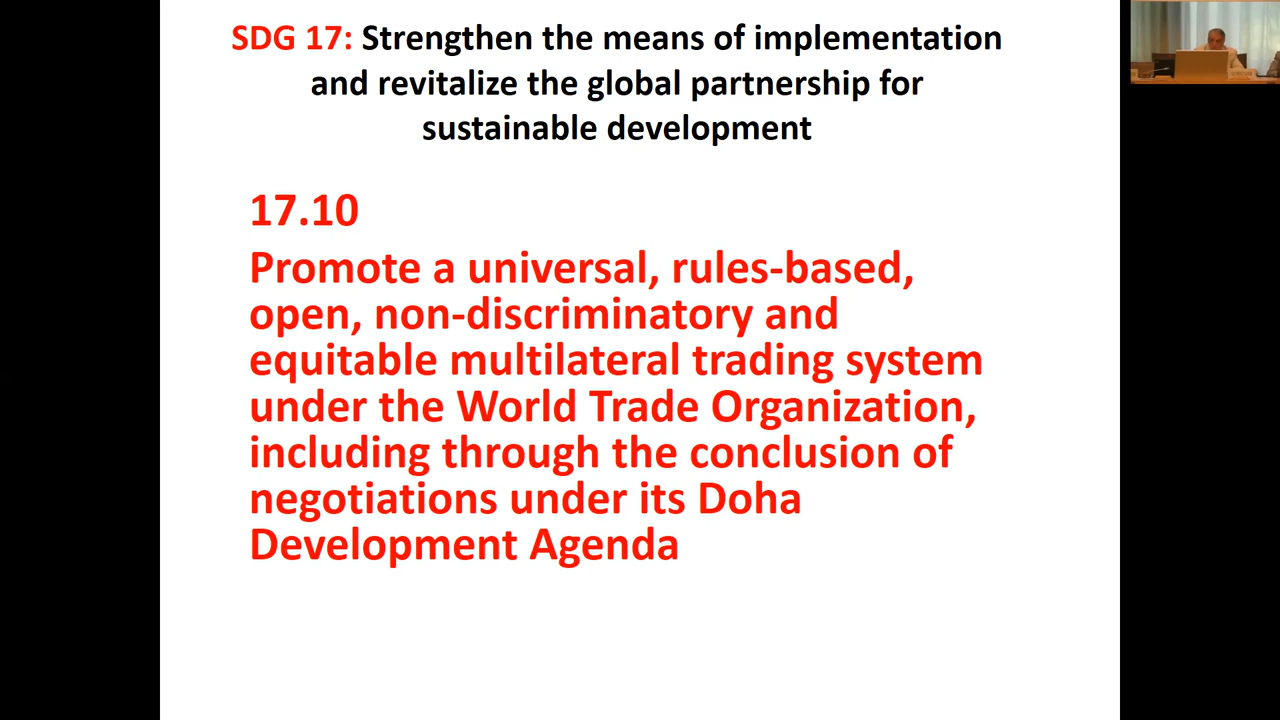 SDG 17: Strengthen the means of implementation
and revitalize the global partnership for
sustainable development
17.10
Promote a universal, rules-based,
open, non-discriminatory and
equitable multilateral trading system
under the World Trade Organization,
including through the conclusion of
negotiations under its Doha
Development Agenda